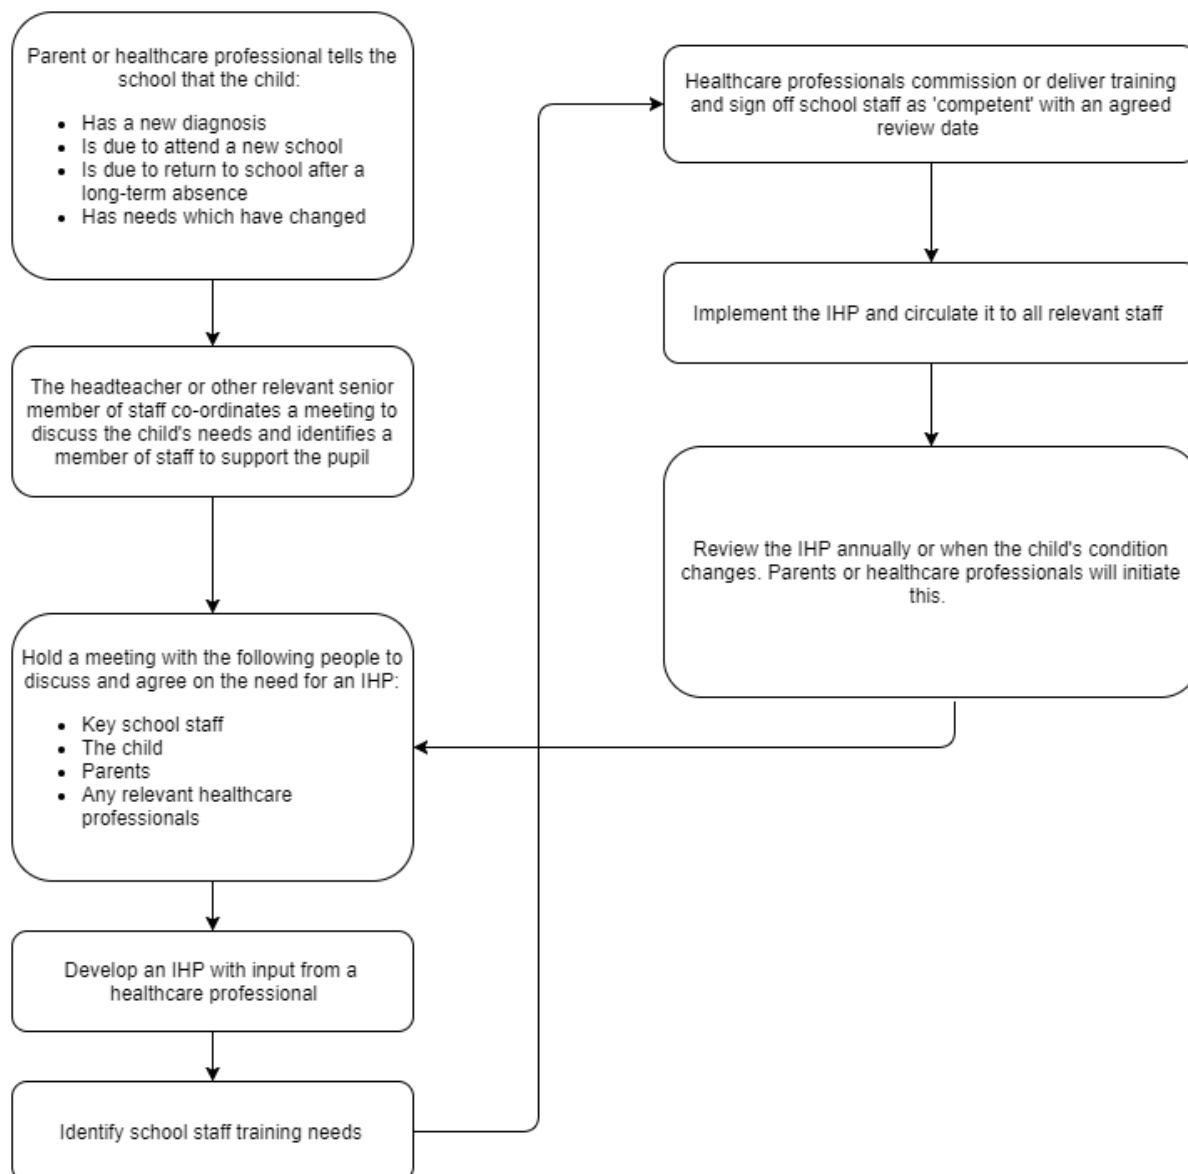 Parent or healthcare professional tells the
school that the child:
• Has a new diagnosis
• Is due to attend a new school
• Is due to return to school after a
long-term absence
• Has needs which have changed
The headteacher or other relevant senior
member of staff co-ordinates a meeting to
discuss the child's needs and identifies a
member of staff to support the pupil
Hold a meeting with the following people to
discuss and agree on the need for an IHP:
• Key school staff
• The child
• Parents
• Any relevant healthcare
professionals
Develop an IHP with input from a
healthcare professional
Identify school staff training needs
Healthcare professionals commission or deliver training
and sign off school staff as 'competent' with an agreed
review date
Implement the IHP and circulate it to all relevant staff
Review the IHP annually or when the child's condition
changes. Parents or healthcare professionals will initiate
this.